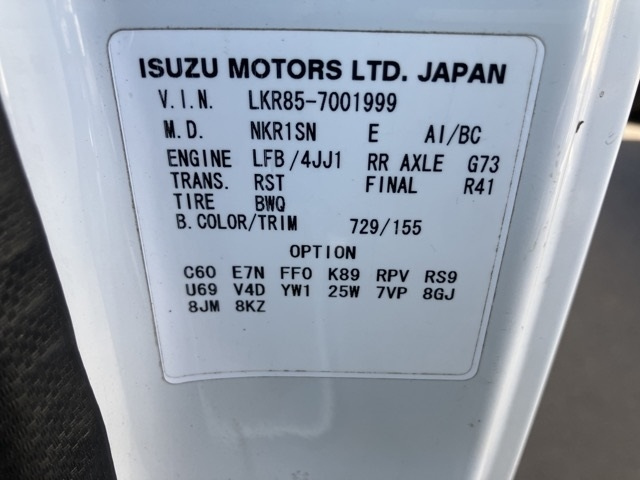 ISUZU MOTORS LTD. JAPAN
V.I.N. LKR85-7001999
M.D. NKR1SN E AI/BC
ENGINE LFB/4JJ1 RR AXLE G73
TRANS. RST FINAL R41
TIRE BWQ
B.COLOR/TRIM 729/155
OPTION
C60 E7N FF0 K89 RPV RS9
U69 V4D YW1 25W 7VP 8GJ
8JM 8KZ